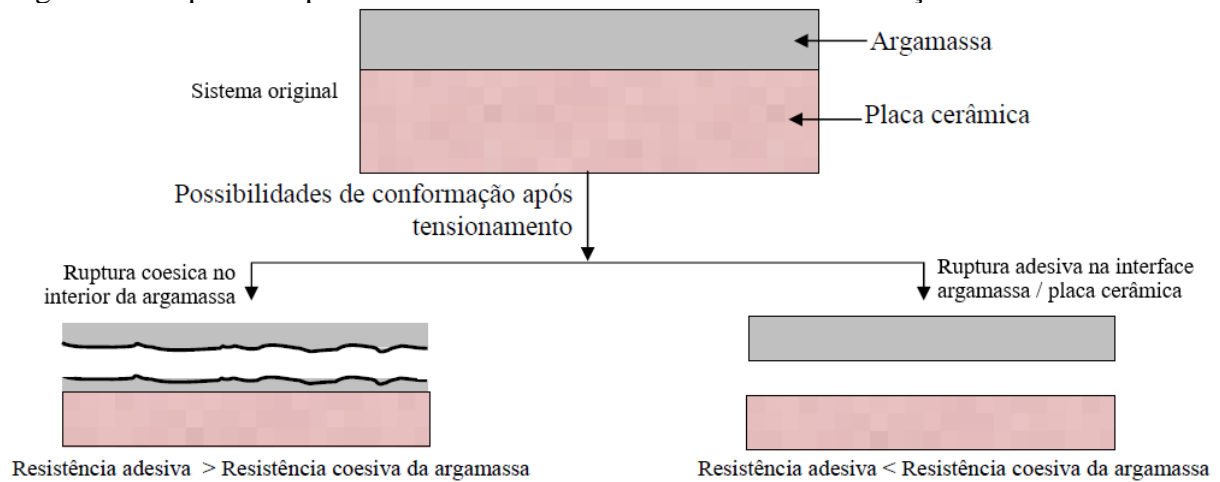 Argamassa
Sistema original
Placa cerâmica
Possibilidades de conformação após
tensionamento
Ruptura coesica no
interior da argamassa
Ruptura adesiva na interface
argamassa / placa cerâmica
Resistência adesiva > Resistência coesiva da argamassa
Resistência adesiva < Resistência coesiva da argamassa